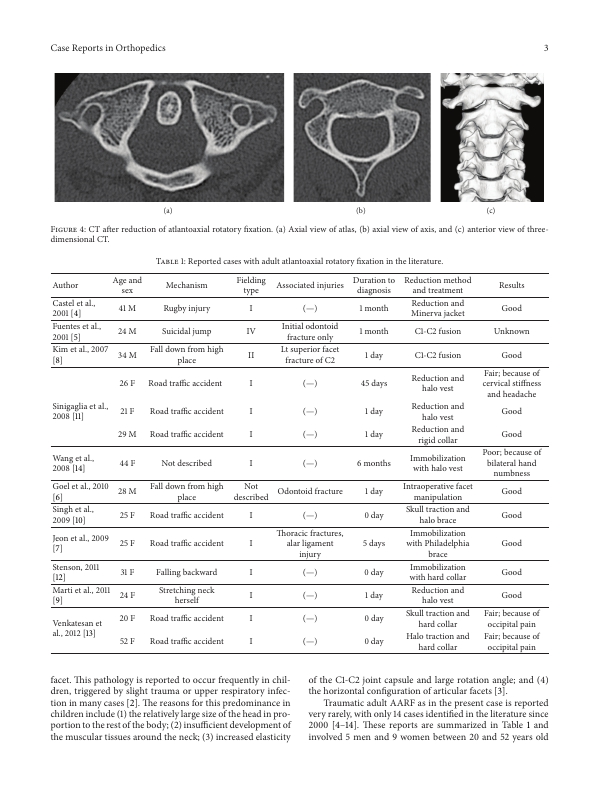 Case Reports in Orthopedics 3
(a) (b) (c)
Figure 4: CT after reduction of atlantoaxial rotatory fixation. (a) Axial view of atlas, (b) axial view of axis, and (c) anterior view of three-
dimensional CT.
Table 1: Reported cases with adult atlantoaxial rotatory fixation in the literature.
Author Age and sex Mechanism Fielding type Associated injuries Duration to diagnosis Reduction method and treatment Results
Castel et al., 2001 [4] 41 M Rugby injury I (—) 1 month Reduction and Minerva jacket Good
Fuentes et al., 2001 [5] 24 M Suicidal jump IV Initial odontoid fracture only 1 month C1-C2 fusion Unknown
Kim et al., 2007 [8] 34 M Fall down from high place II Lt superior facet fracture of C2 1 day C1-C2 fusion Good
Sinigaglia et al., 2008 [11] 26 F Road traffic accident I (—) 45 days Reduction and halo vest Fair; because of cervical stiffness and headache
21 F Road traffic accident I (—) 1 day Reduction and halo vest Good
29 M Road traffic accident I (—) 1 day Reduction and rigid collar Good
Wang et al., 2008 [14] 44 F Not described I (—) 6 months Immobilization with halo vest Poor; because of bilateral hand numbness
Goel et al., 2010 [6] 28 M Fall down from high place Not described Odontoid fracture 1 day Intraoperative facet manipulation Good
Singh et al., 2009 [10] 25 F Road traffic accident I (—) 0 day Skull traction and halo brace Good
Jeon et al., 2009 [7] 25 F Road traffic accident I Thoracic fractures, alar ligament injury 5 days Immobilization with Philadelphia brace Good
Stenson, 2011 [12] 31 F Falling backward I (—) 0 day Immobilization with hard collar Good
Marti et al., 2011 [9] 24 F Stretching neck herself I (—) 1 day Reduction and halo vest Good
Venkatesan et al., 2012 [13] 20 F Road traffic accident I (—) 0 day Skull traction and hard collar Fair; because of occipital pain
52 F Road traffic accident I (—) 0 day Halo traction and hard collar Fair; because of occipital pain
facet. This pathology is reported to occur frequently in chil-
dren, triggered by slight trauma or upper respiratory infec-
tion in many cases [2]. The reasons for this predominance in
children include (1) the relatively large size of the head in pro-
portion to the rest of the body; (2) insufficient development of
the muscular tissues around the neck; (3) increased elasticity
of the C1-C2 joint capsule and large rotation angle; and (4)
the horizontal configuration of articular facets [3].
Traumatic adult AARF as in the present case is reported
very rarely, with only 14 cases identified in the literature since
2000 [4–14]. These reports are summarized in Table 1 and
involved 5 men and 9 women between 20 and 52 years old